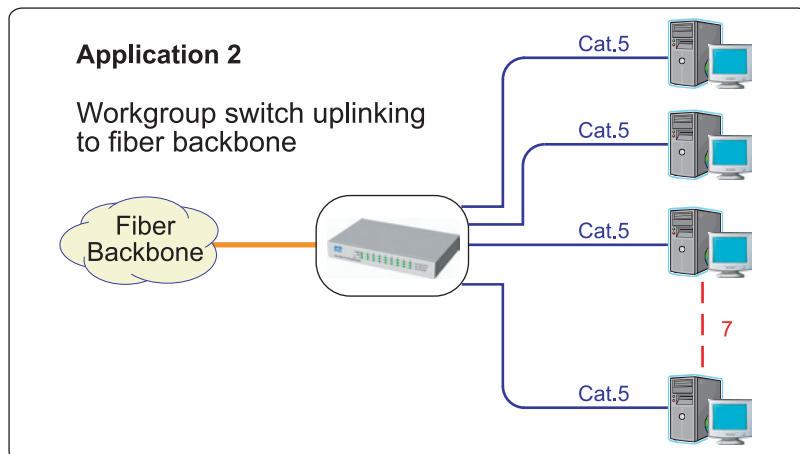 Application 2
Workgroup switch uplinking
to fiber backbone
Cat.5
Cat.5
Fiber
Backbone
Cat.5
7
Cat.5